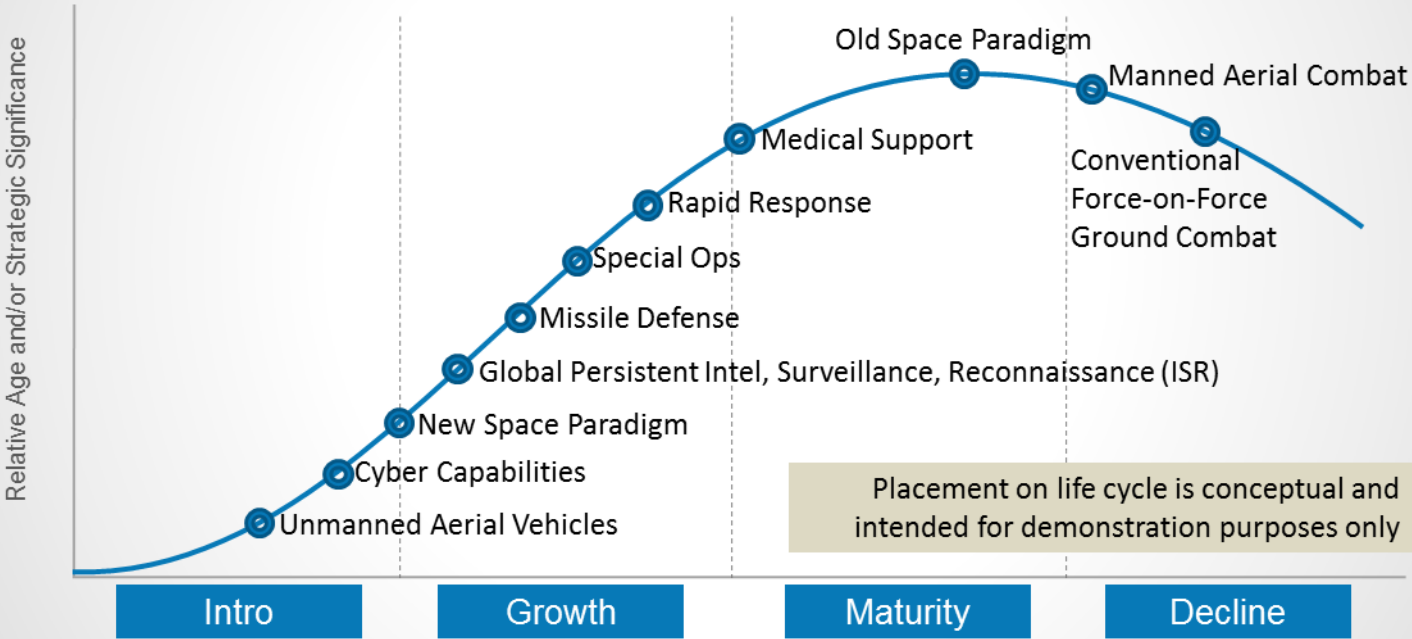 Relative Age and/or Strategic Significance
Old Space Paradigm
Manned Aerial Combat
Medical Support
Conventional
Force-on-Force
Ground Combat
Rapid Response
Special Ops
Missile Defense
Global Persistent Intel, Surveillance, Reconnaissance (ISR)
New Space Paradigm
Cyber Capabilities
Unmanned Aerial Vehicles
Placement on life cycle is conceptual and
intended for demonstration purposes only
Intro
Growth
Maturity
Decline